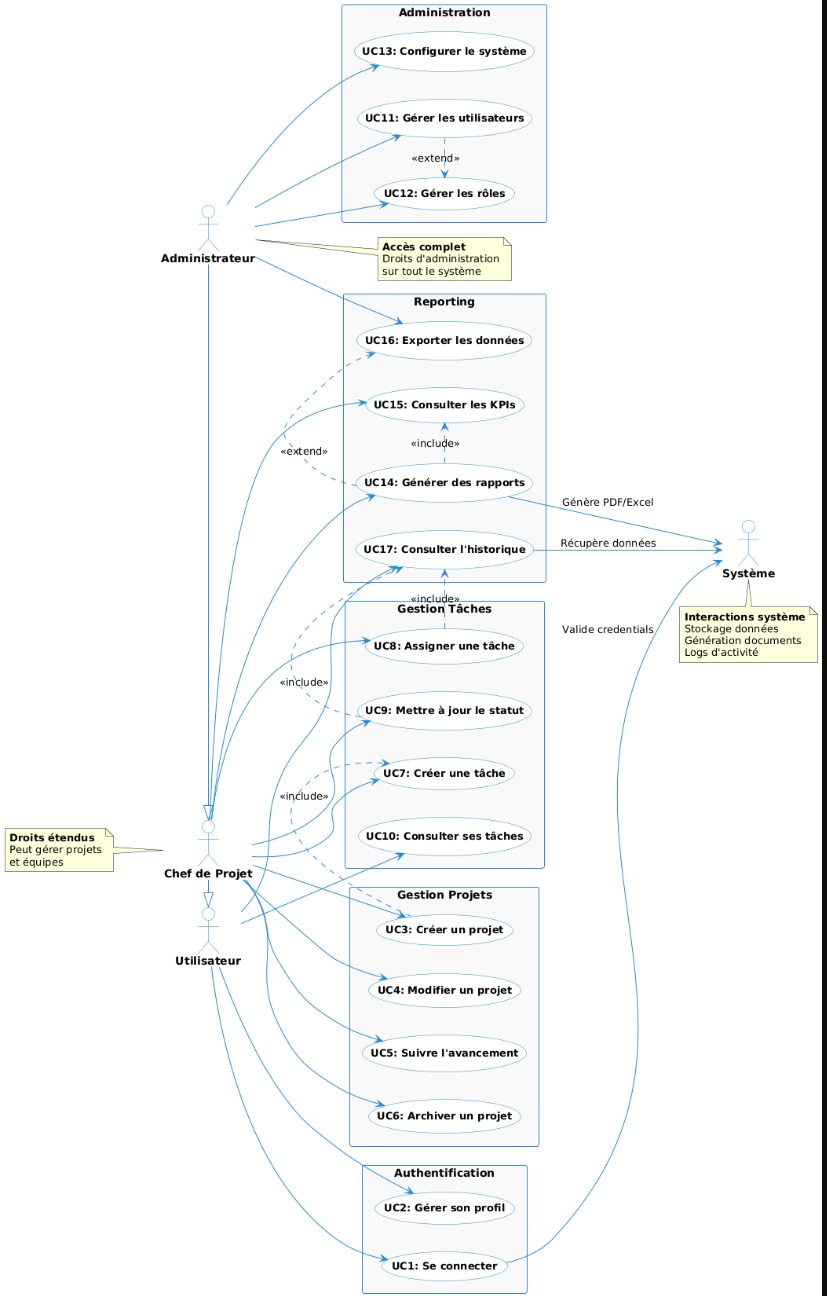 Administration
UC13: Configurer le système
UC11: Gérer les utilisateurs
«extend»
UC12: Gérer les rôles
Administrateur
Accès complet
Droits d'administration
sur tout le système
Reporting
UC16: Exporter les données
UC15: Consulter les KPIs
«include»
«extend»
UC14: Générer des rapports
Génère PDF/Excel
UC17: Consulter l'historique
Récupère données
Système
«include»
Gestion Tâches
Interactions système
Stockage données
Génération documents
Logs d'activité
Valide credentials
UC8: Assigner une tâche
«include»
UC9: Mettre à jour le statut
UC7: Créer une tâche
«include»
UC10: Consulter ses tâches
Droits étendus
Peut gérer projets
et équipes
Chef de Projet
Gestion Projets
UC3: Créer un projet
Utilisateur
UC4: Modifier un projet
UC5: Suivre l'avancement
UC6: Archiver un projet
Authentification
UC2: Gérer son profil
UC1: Se connecter